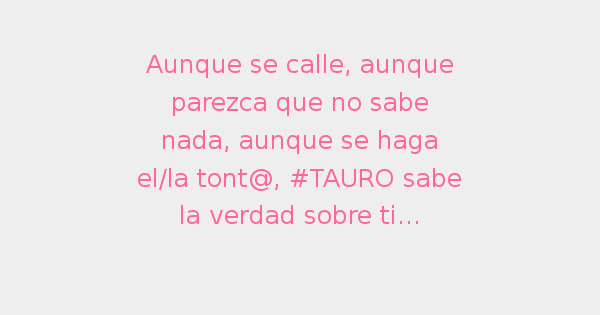 Aunque se calle, aunque
parezca que no sabe
nada, aunque se haga
el/la tont@, #TAURO sabe
la verdad sobre ti...